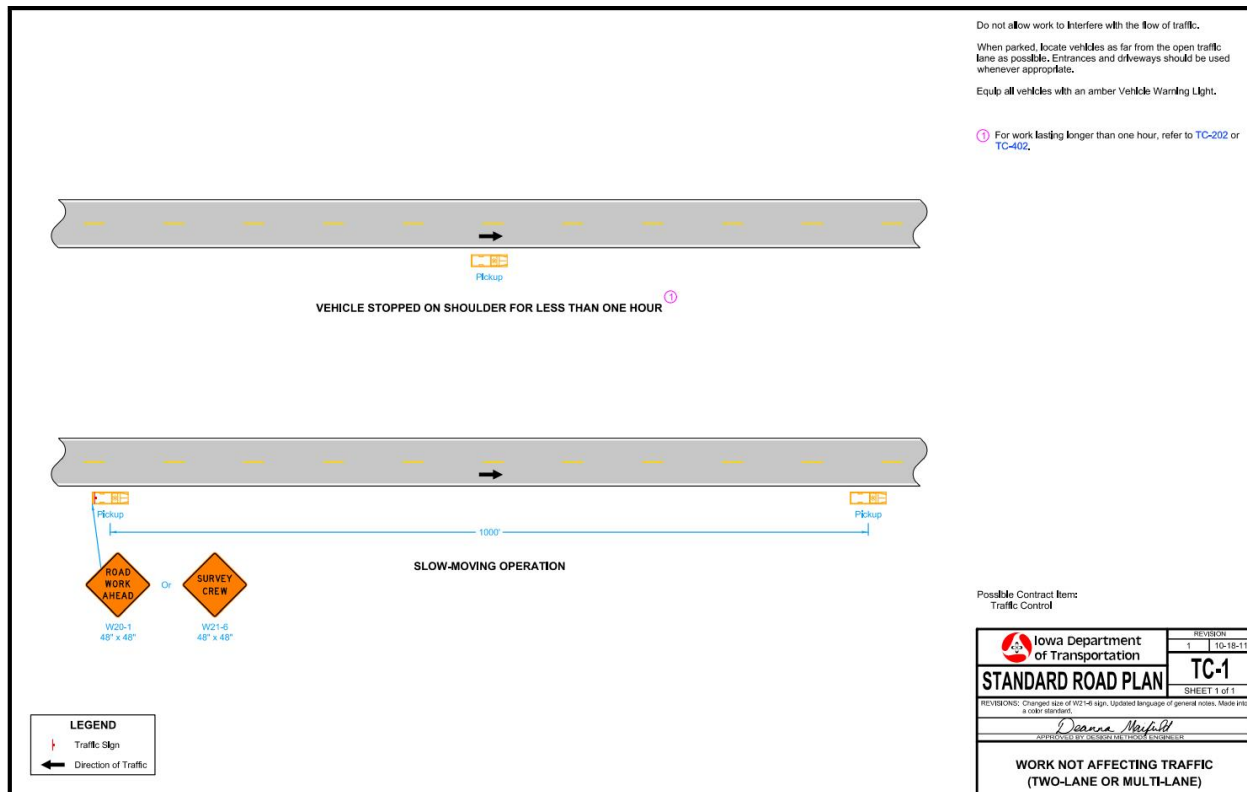 Do not allow work to interfere with the flow of traffic.
When parked, locate vehicles as far from the open traffic
lane as possible. Entrances and driveways should be used
whenever appropriate.
Equip all vehicles with an amber Vehicle Warning Light.
1 For work lasting longer than one hour, refer to TC-202 or
TC-402.
Pickup
VEHICLE STOPPED ON SHOULDER FOR LESS THAN ONE HOUR 1
Pickup
Pickup
1000'
SLOW-MOVING OPERATION
ROAD
WORK
AHEAD
Or
SURVEY
CREW
W20-1
48" x 48"
W21-6
48" x 48"
LEGEND
Traffic Sign
Direction of Traffic
Possible Contract Item:
Traffic Control
Iowa Department
of Transportation
STANDARD ROAD PLAN
REVISION
1 10-18-11
TC-1
SHEET 1 of 1
REVISIONS: Changed size of W21-6 sign. Updated language of general notes. Made into
a color standard.
Deanna Maifield
APPROVED BY DESIGN METHODS ENGINEER
WORK NOT AFFECTING TRAFFIC
(TWO-LANE OR MULTI-LANE)